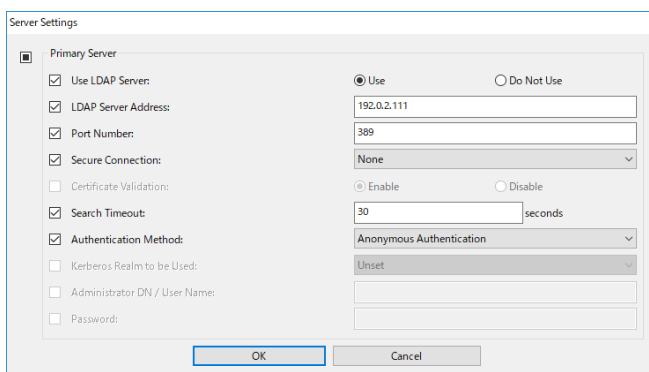 Server Settings
Primary Server
Use LDAP Server: Use Do Not Use
LDAP Server Address: 192.0.2.111
Port Number: 389
Secure Connection: None
Certificate Validation: Enable Disable
Search Timeout: 30 seconds
Authentication Method: Anonymous Authentication
Kerberos Realm to be Used: Unset
Administrator DN / User Name:
Password:
OK Cancel